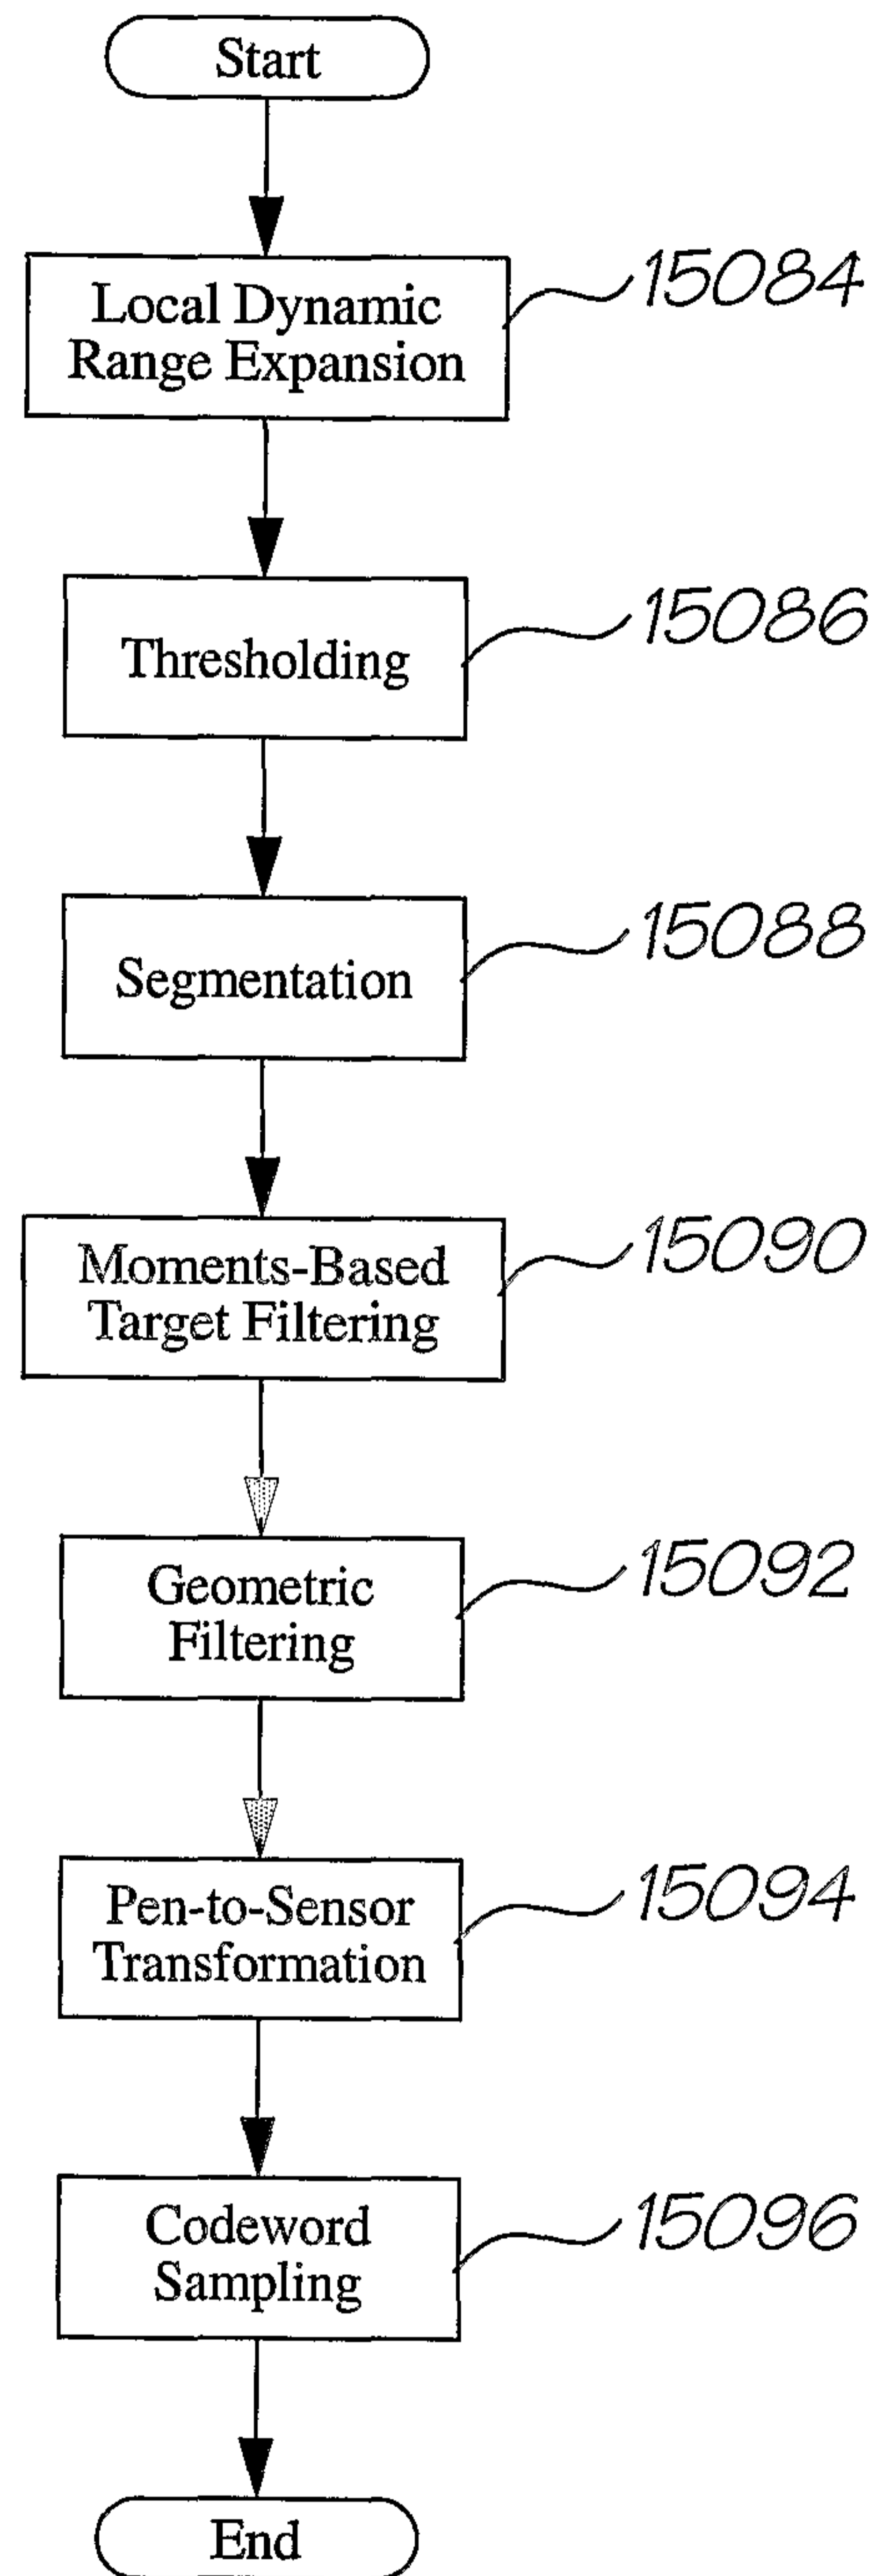 Start
Local Dynamic
Range Expansion
15084
Thresholding
15086
Segmentation
15088
Moments-Based
Target Filtering
15090
Geometric
Filtering
15092
Pen-to-Sensor
Transformation
15094
Codeword
Sampling
15096
End